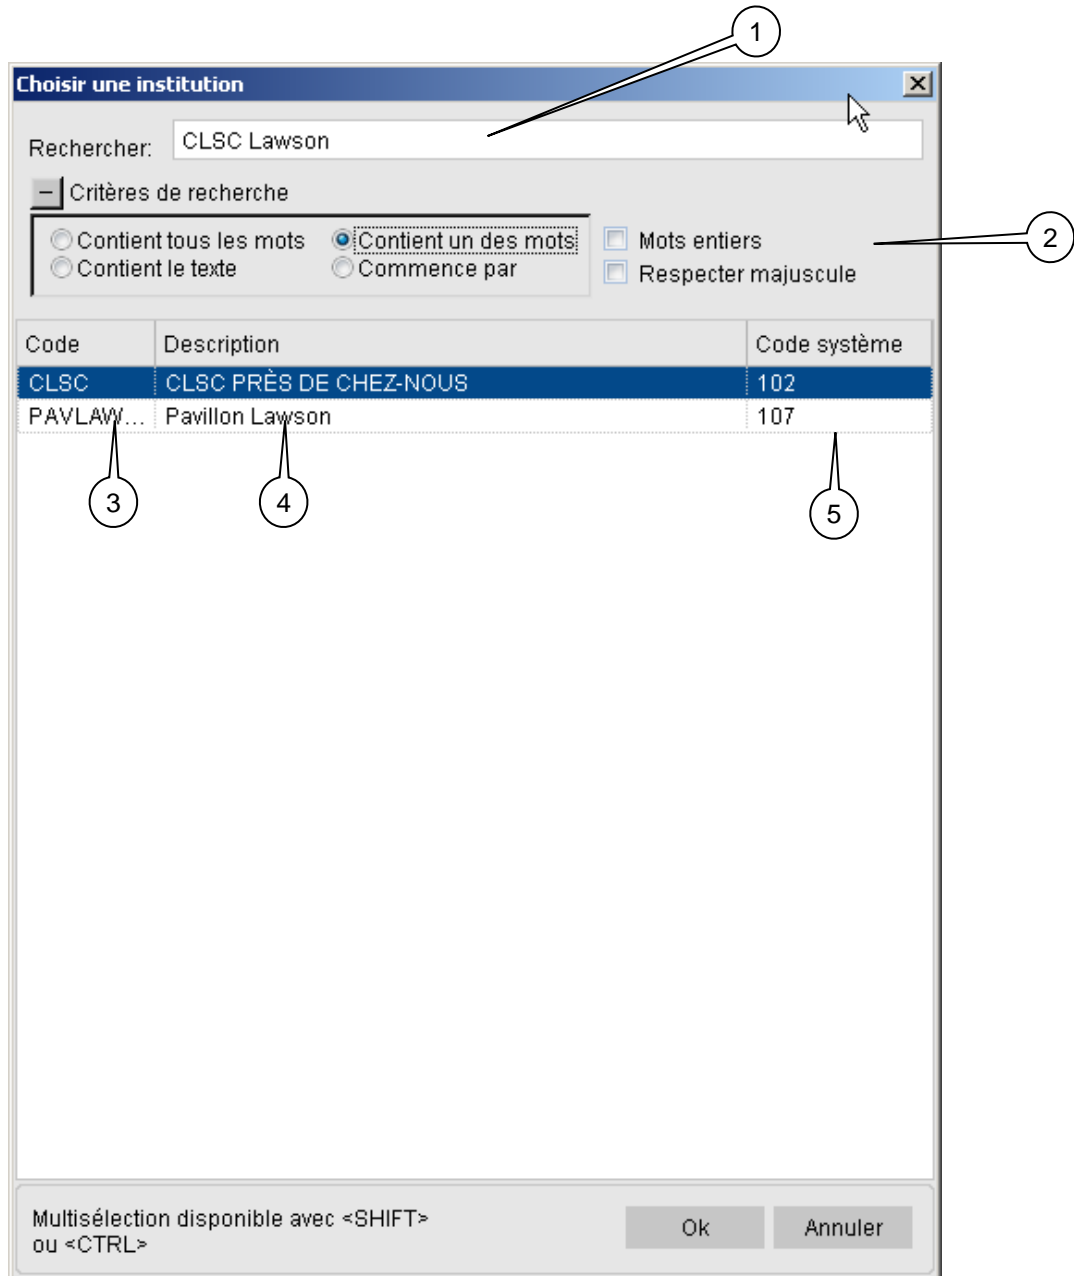 1
Choisir une institution
Rechercher: CLSC Lawson
Critères de recherche
Contient tous les mots Contient un des mots Mots entiers 2
Contient le texte Commence par Respecter majuscule
Code Description Code système
CLSC CLSC PRÈS DE CHEZ-NOUS 102
PAVLAW... Pavillon Lawson 107
3 4 5
Multisélection disponible avec <SHIFT>
ou <CTRL>
Ok Annuler